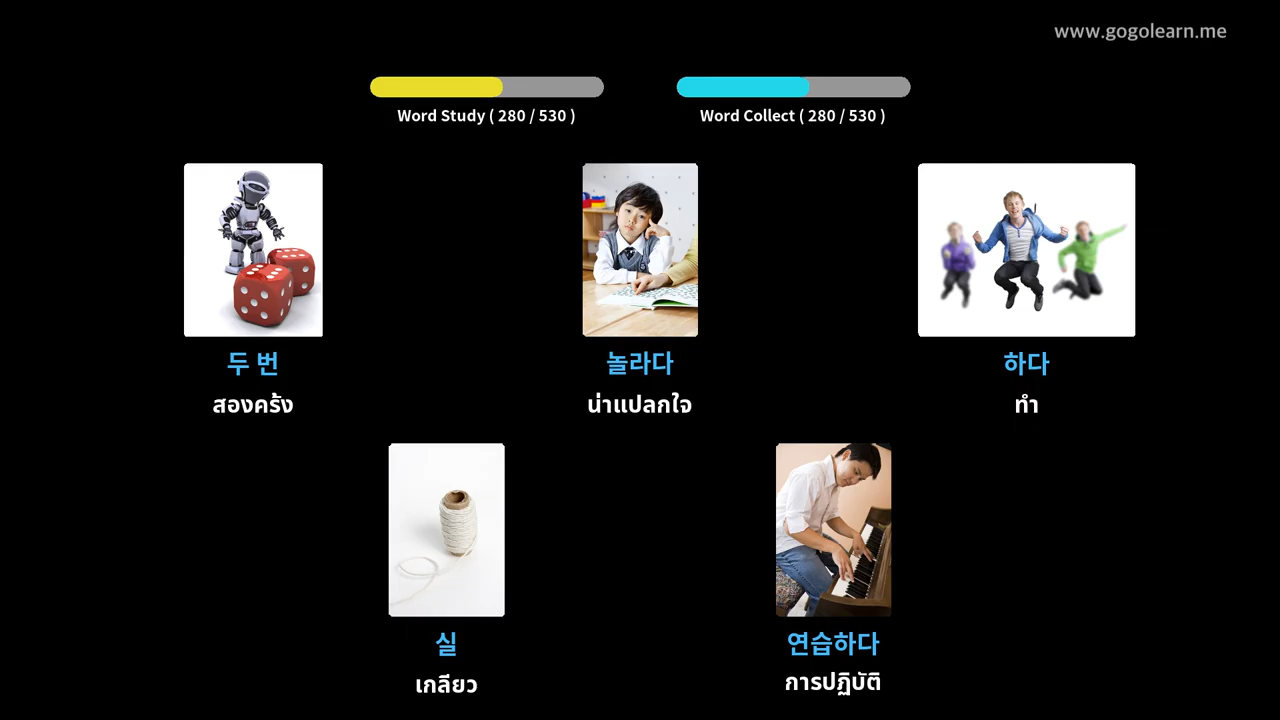 www.gogolearn.me
Word Study ( 280 / 530 )
Word Collect ( 280 / 530 )
두 번
놀라다
하다
สองครั้ง
น่าแปลกใจ
ทำ
실
연습하다
เกลียว
การปฏิบัติ